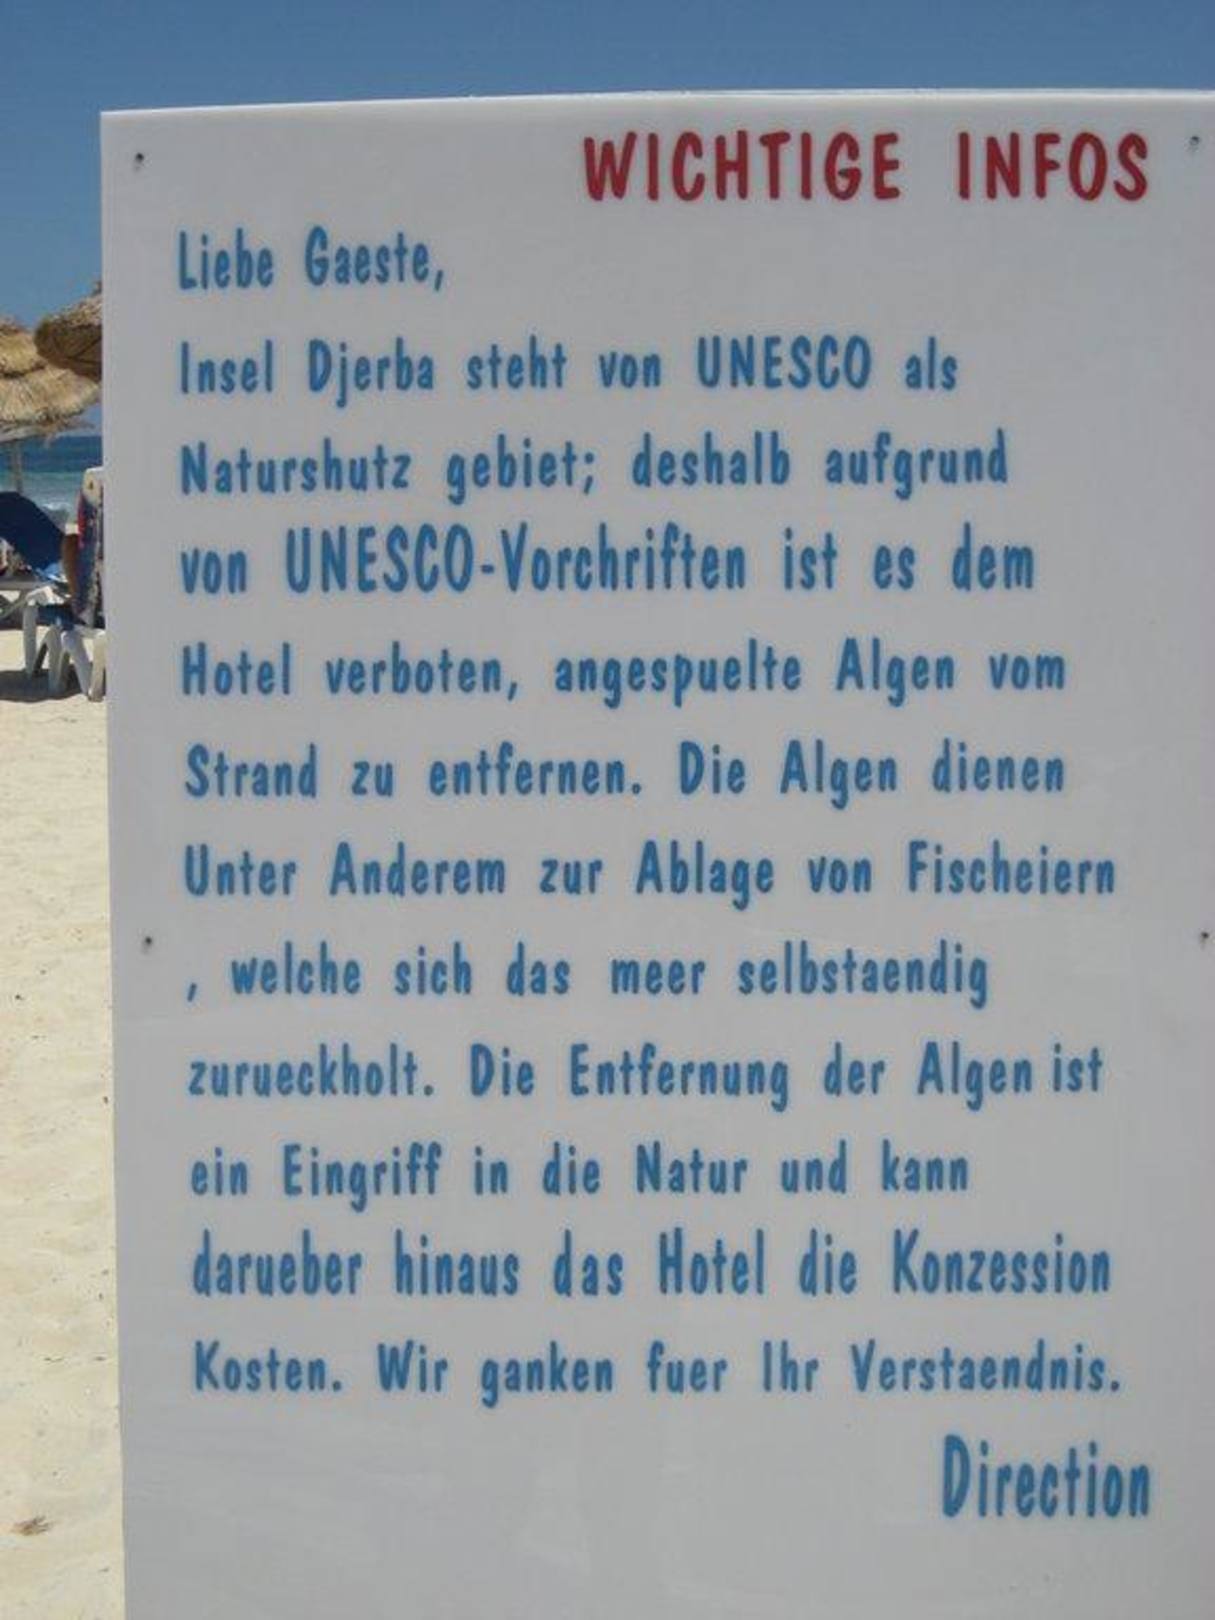 WICHTIGE INFOS
Liebe Gaeste,
Insel Djerba steht von UNESCO als
Naturshutz gebiet; deshalb aufgrund
von UNESCO-Vorchriften ist es dem
Hotel verboten, angespuelte Algen vom
Strand zu entfernen. Die Algen dienen
Unter Anderem zur Ablage von Fischeiern
, welche sich das meer selbstaendig
zurueckholt. Die Entfernung der Algen ist
ein Eingriff in die Natur und kann
darueber hinaus das Hotel die Konzession
Kosten. Wir ganken fuer Ihr Verstaendnis.
Direction